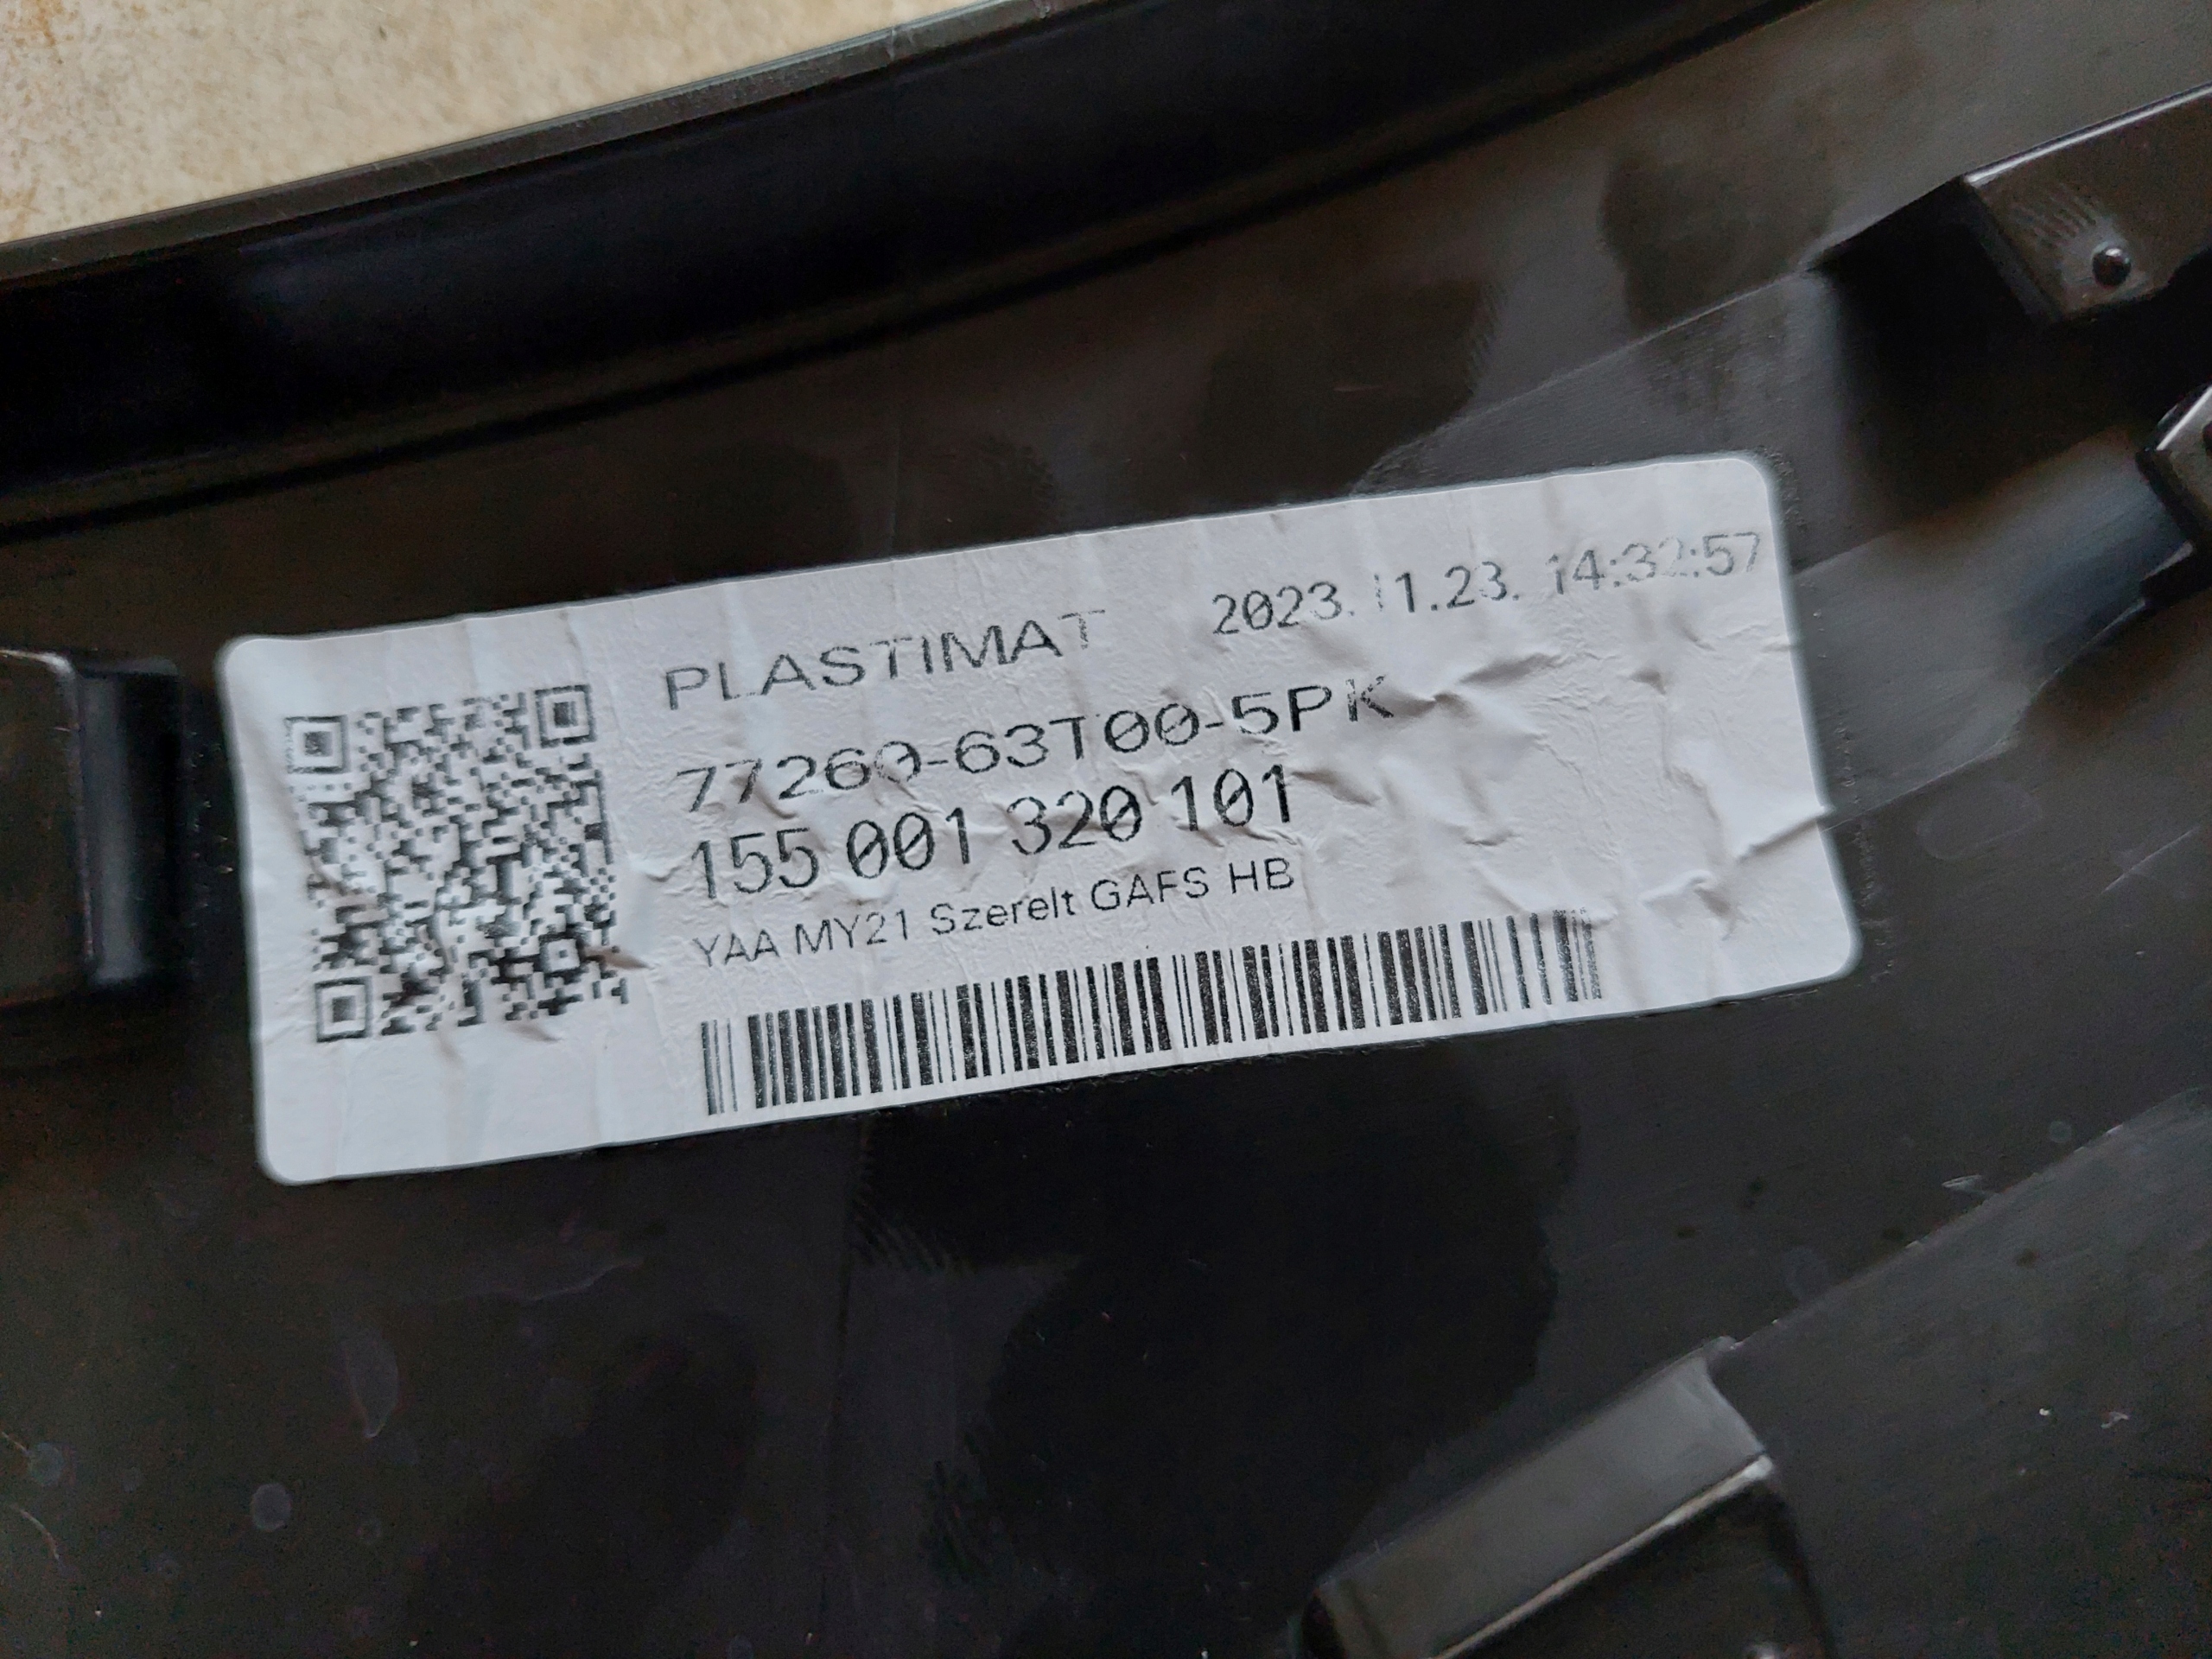 PLASTIMAT 2023.11.23. 14:32:57
77260-63T00-5PK
155 001 320 101
YAA MY21 Szerelt GAFS HB